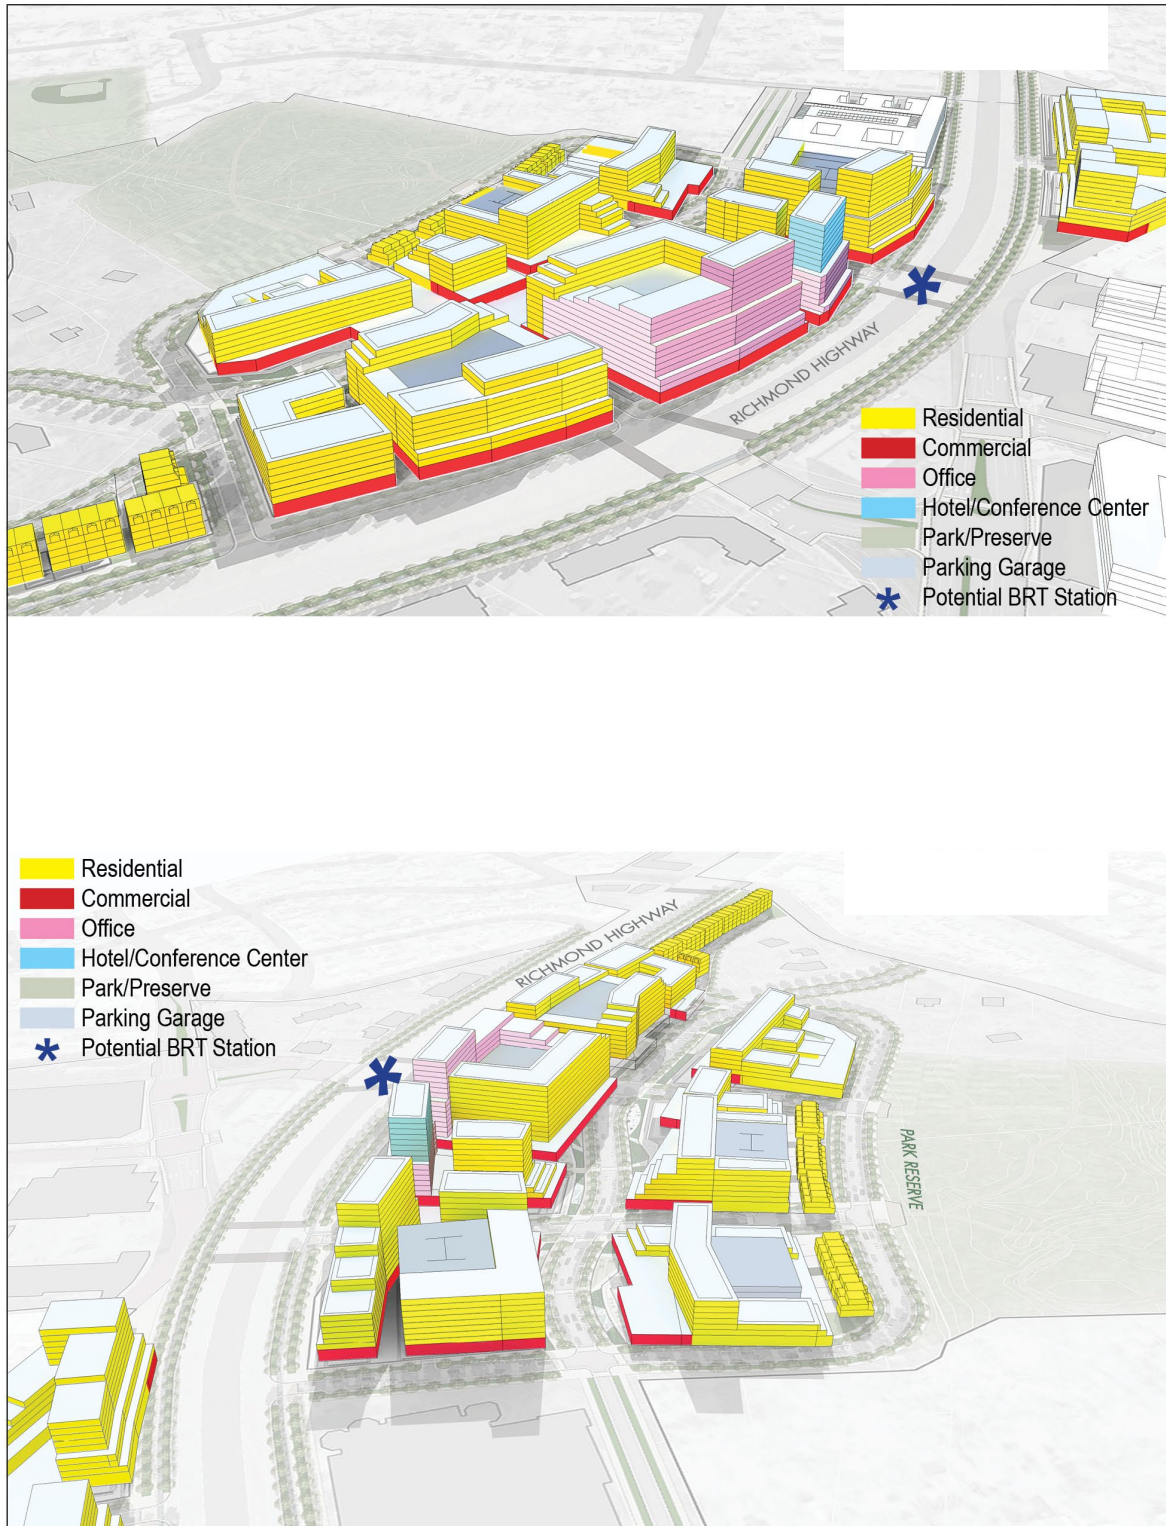 RICHMOND HIGHWAY
Residential
Commercial
Office
Hotel/Conference Center
Park/Preserve
Parking Garage
Potential BRT Station
Residential
Commercial
Office
Hotel/Conference Center
Park/Preserve
Parking Garage
Potential BRT Station
RICHMOND HIGHWAY
PARK RESERVE